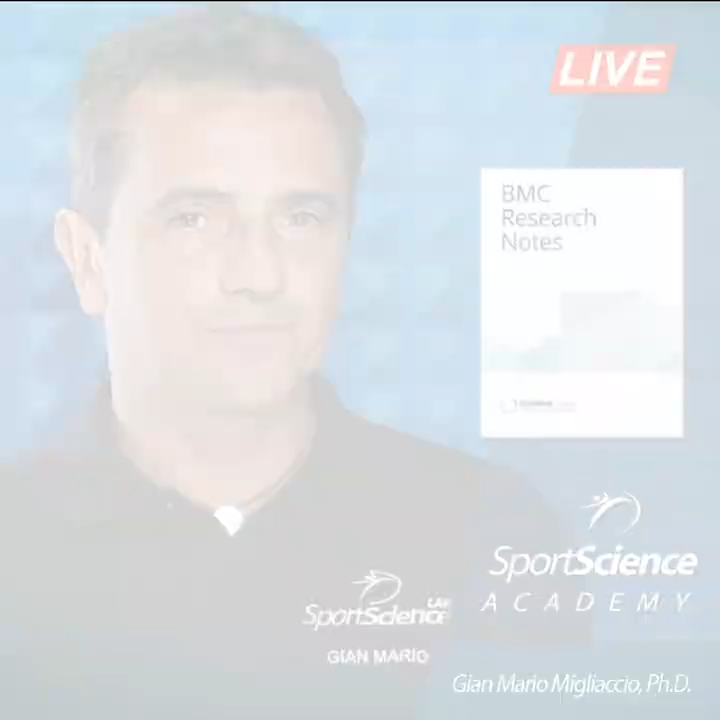 LIVE
BMC
Research
Notes
SportScience
ACADEMY
SportScience
LAB
GIAN MARIO
Gian Mario Migliaccio, Ph.D.